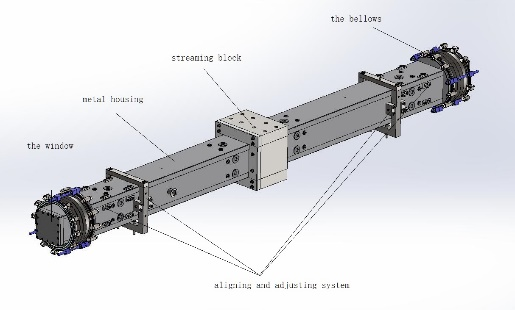 the bellows
streaming block
metal housing
the window
aligning and adjusting system